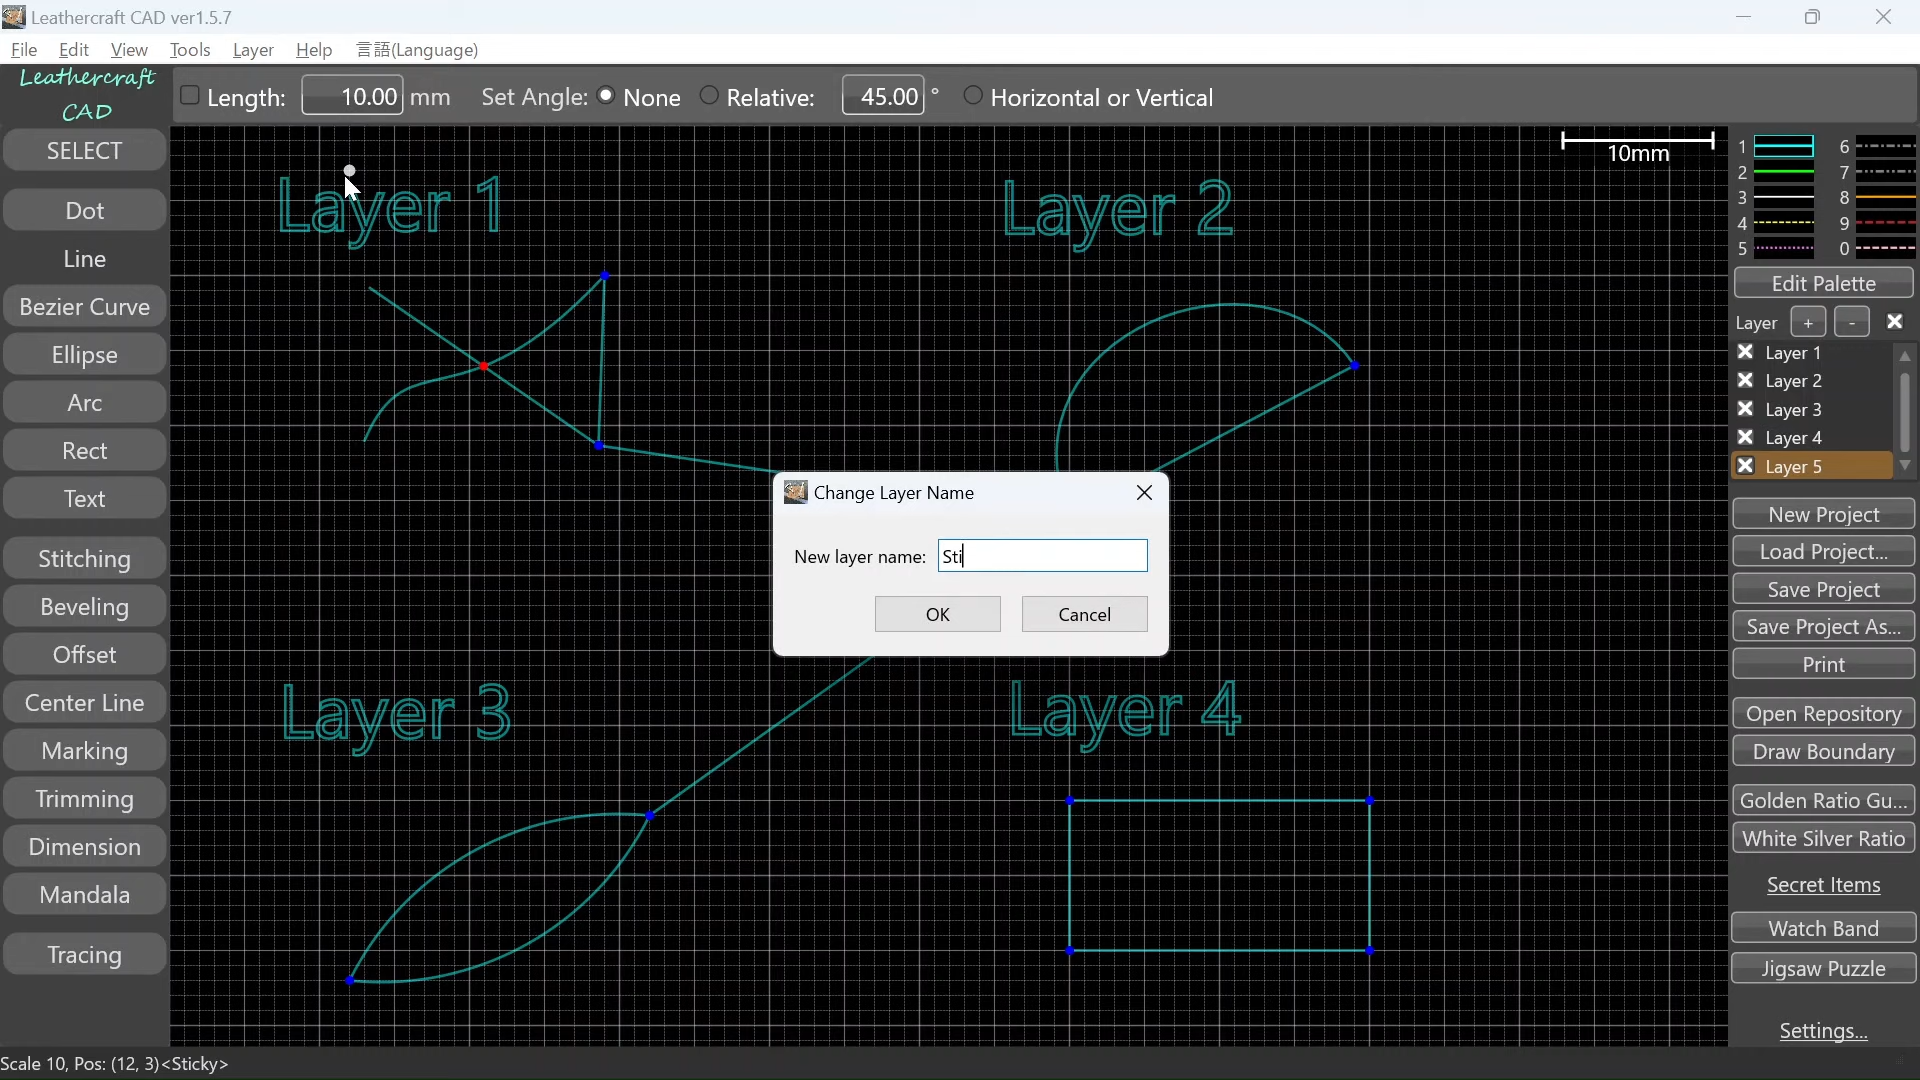 Leathercraft CAD ver1.5.7
File Edit View Tools Layer Help 言語(Language)
Leathercraft
CAD
Length: 10.00 mm Set Angle: None Relative: 45.00 ° Horizontal or Vertical
SELECT
Dot
Line
Bezier Curve
Ellipse
Arc
Rect
Text
Stitching
Beveling
Offset
Center Line
Marking
Trimming
Dimension
Mandala
Tracing
10mm
Layer 1
Layer 2
Layer 3
Layer 4
Change Layer Name
New layer name: Sti
OK Cancel
1 6
2 7
3 8
4 9
5 0
Edit Palette
Layer + -
Layer 1
Layer 2
Layer 3
Layer 4
Layer 5
New Project
Load Project...
Save Project
Save Project As...
Print
Open Repository
Draw Boundary
Golden Ratio Gu...
White Silver Ratio
Secret Items
Watch Band
Jigsaw Puzzle
Settings...
Scale 10, Pos: (12, 3)<Sticky>